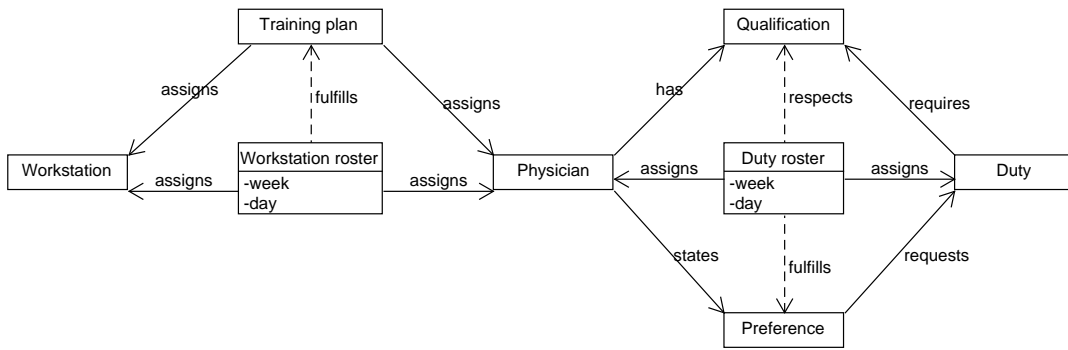 Training plan
Qualification
assigns
fulfills
assigns
has
respects
requires
Workstation
assigns
Workstation roster
-week
-day
assigns
Physician
assigns
Duty roster
-week
-day
assigns
Duty
states
fulfills
requests
Preference